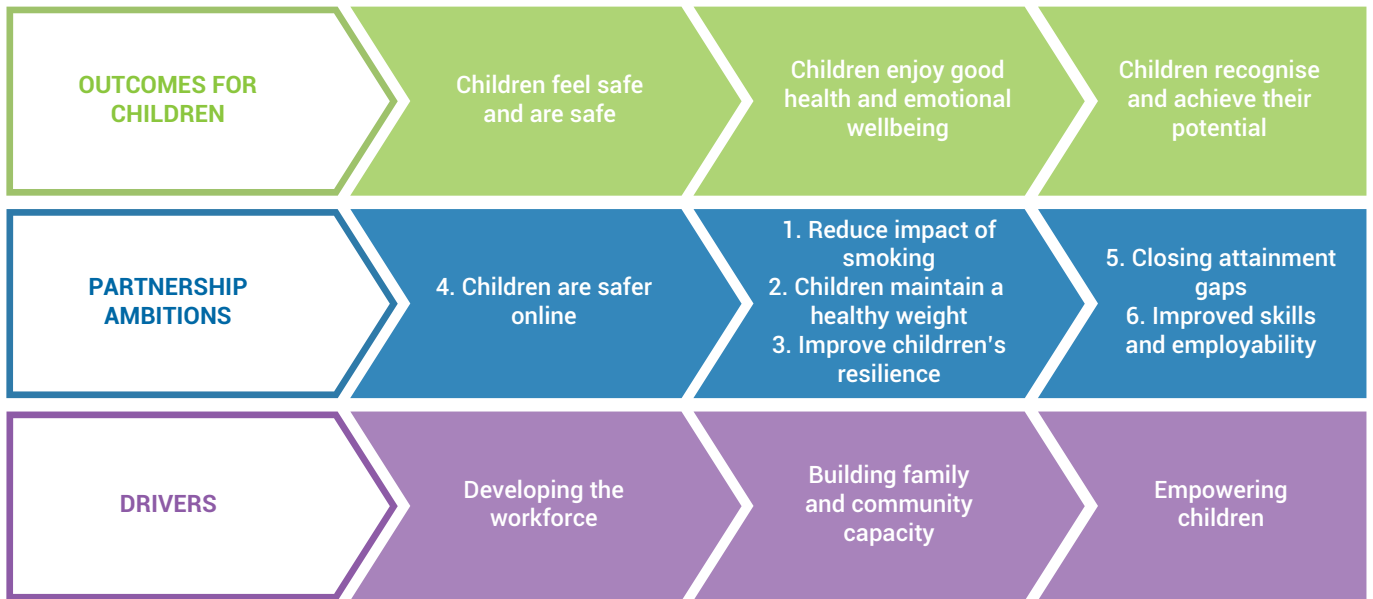 OUTCOMES FOR
CHILDREN
Children feel safe
and are safe
Children enjoy good
health and emotional
wellbeing
Children recognise
and achieve their
potential
PARTNERSHIP
AMBITIONS
4. Children are safer
online
1. Reduce impact of
smoking
2. Children maintain a
healthy weight
3. Improve childrren's
resilience
5. Closing attainment
gaps
6. Improved skills
and employability
DRIVERS
Developing the
workforce
Building family
and community
capacity
Empowering
children